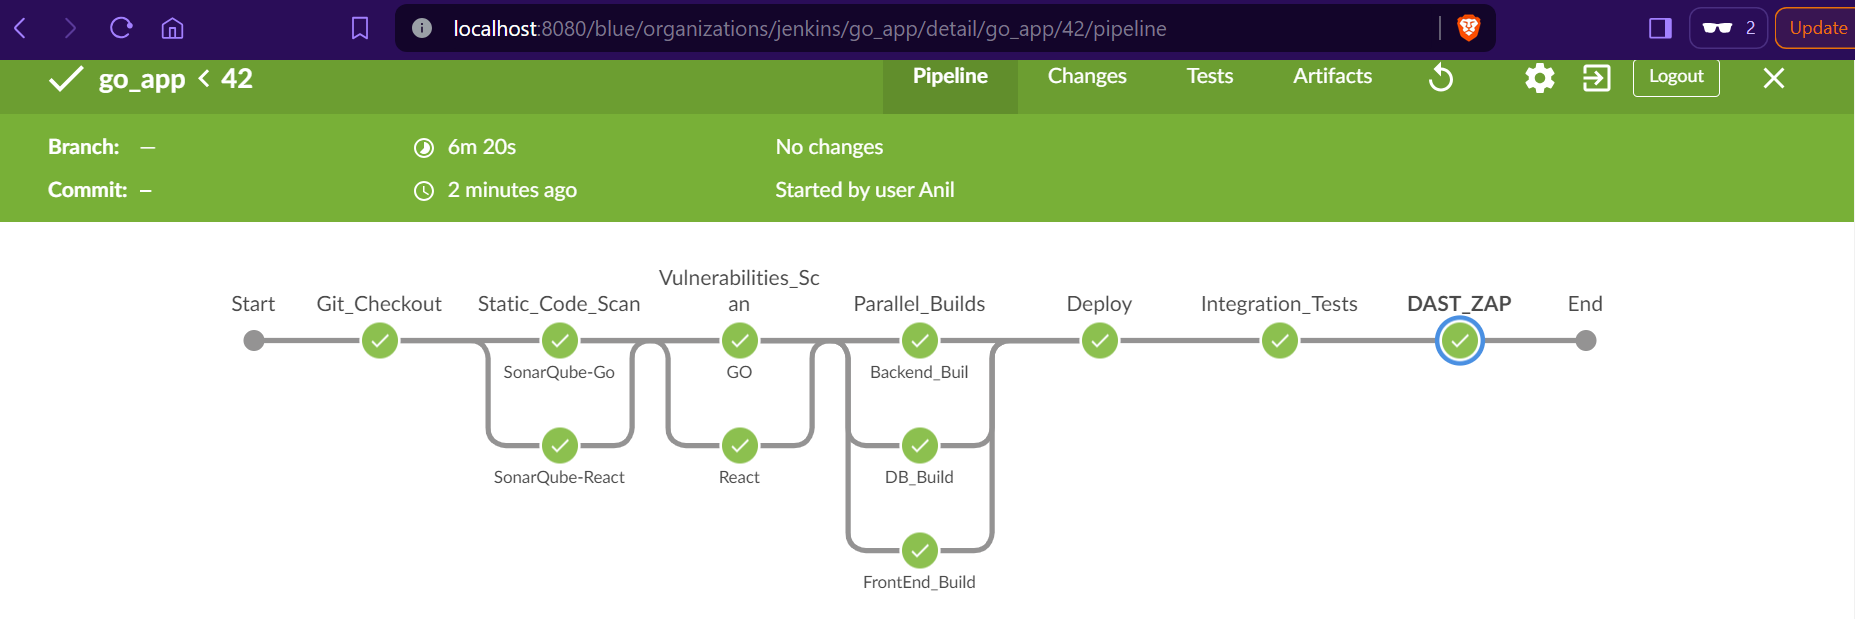 localhost:8080/blue/organizations/jenkins/go_app/detail/go_app/42/pipeline
2
Update
go_app < 42
Pipeline
Changes
Tests
Artifacts
Logout
Branch: —
6m 20s
No changes
Commit: –
2 minutes ago
Started by user Anil
Start
Git_Checkout
Static_Code_Scan
Vulnerabilities_Sc
an
Parallel_Builds
Deploy
Integration_Tests
DAST_ZAP
End
SonarQube-Go
GO
Backend_Buil
SonarQube-React
React
DB_Build
FrontEnd_Build